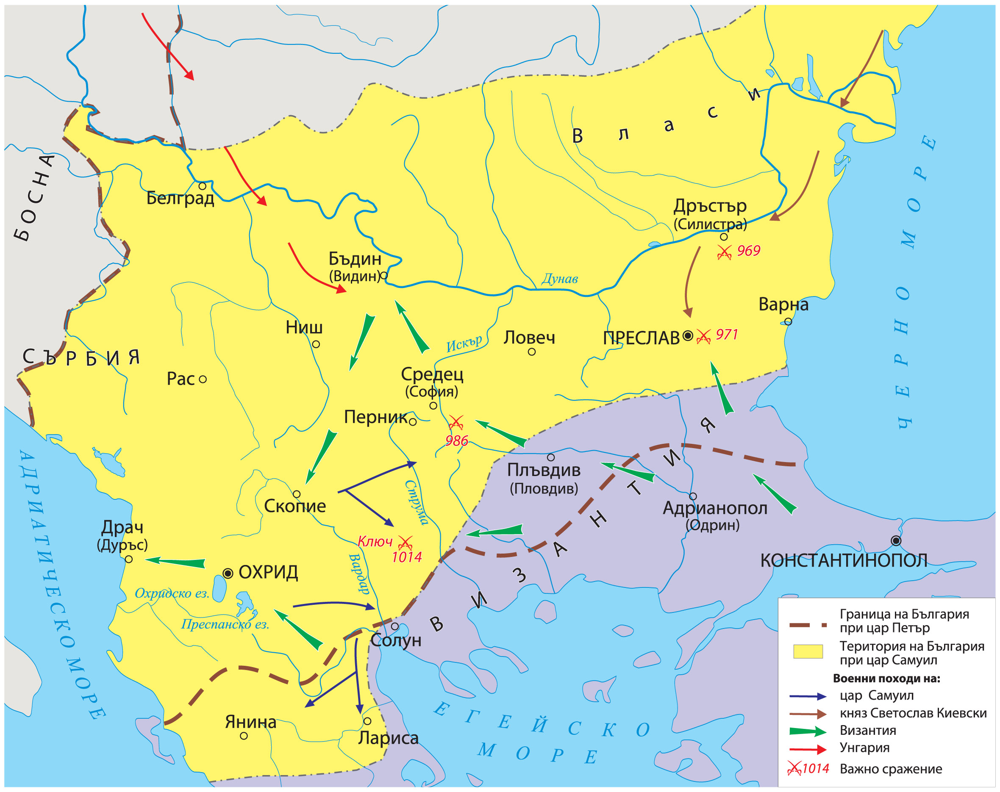 Власи
БОСНА
Белград
Дръстър
(Силистра)
969
Бъдин
(Видин)
Дунав
Варна
Ниш
Искър
Ловеч
ПРЕСЛАВ
971
ЧЕРНО МОРЕ
СЪРБИЯ
Рас
Средец
(София)
Перник
986
Плъвдив
(Пловдив)
ВИЗАНТИЯ
АДРИАТИЧЕСКО МОРЕ
Скопие
Струма
Адрианопол
(Одрин)
Драч
(Дуръс)
Ключ
1014
Вардар
КОНСТАНТИНОПОЛ
ОХРИД
Охридско ез.
Преспанско ез.
Солун
Янина
Лариса
ЕГЕЙСКО
МОРЕ
Граница на България
при цар Петър
Територия на България
при цар Самуил
Военни походи на:
цар Самуил
княз Светослав Киевски
Византия
Унгария
1014 Важно сражение